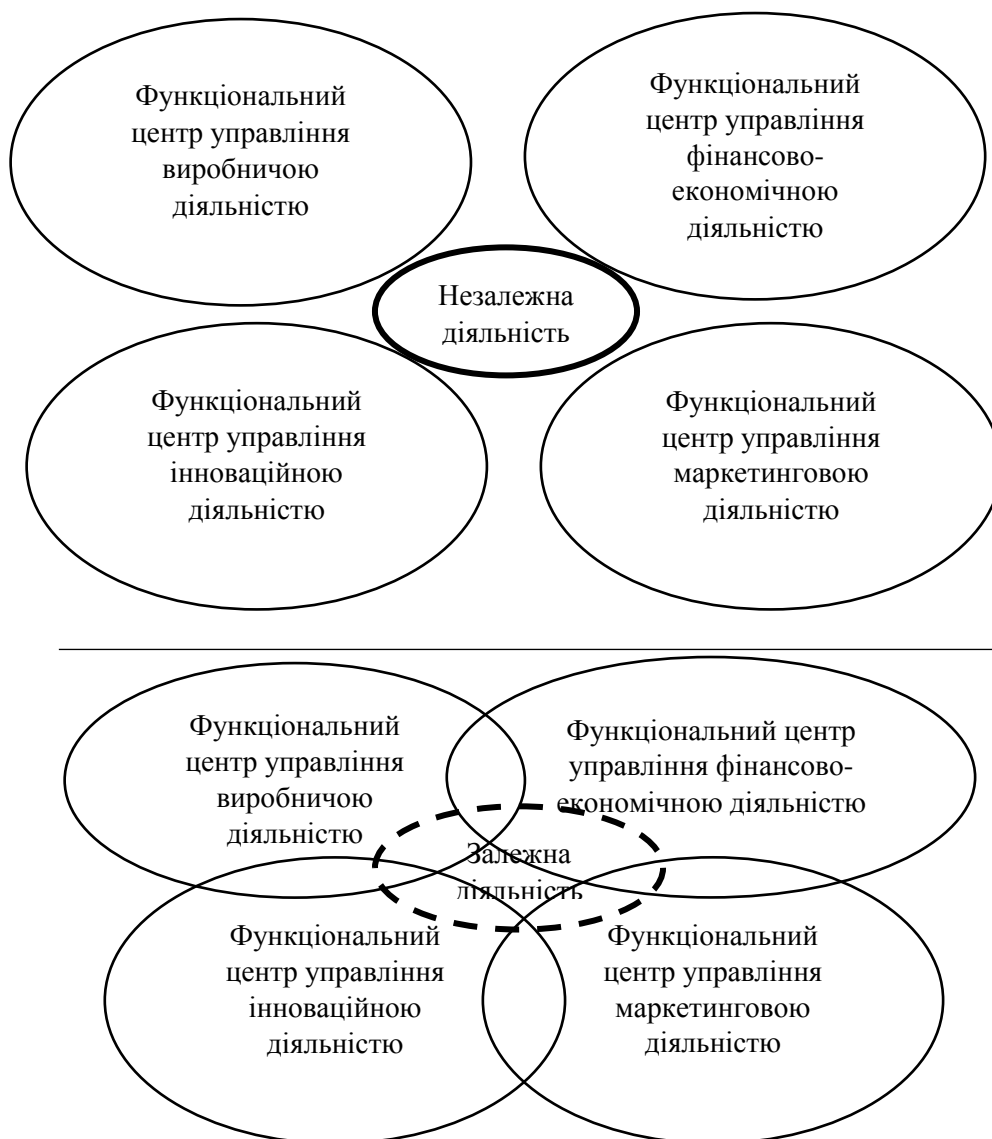 Функціональний
центр управління
виробничою
діяльністю
Функціональний
центр управління
фінансово-
економічною
діяльністю
Незалежна
діяльність
Функціональний
центр управління
інноваційною
діяльністю
Функціональний
центр управління
маркетинговою
діяльністю
Функціональний
центр управління
виробничою
діяльністю
Функціональний центр
управління фінансово-
економічною діяльністю
Залежна
діяльність
Функціональний
центр управління
інноваційною
діяльністю
Функціональний
центр управління
маркетинговою
діяльністю